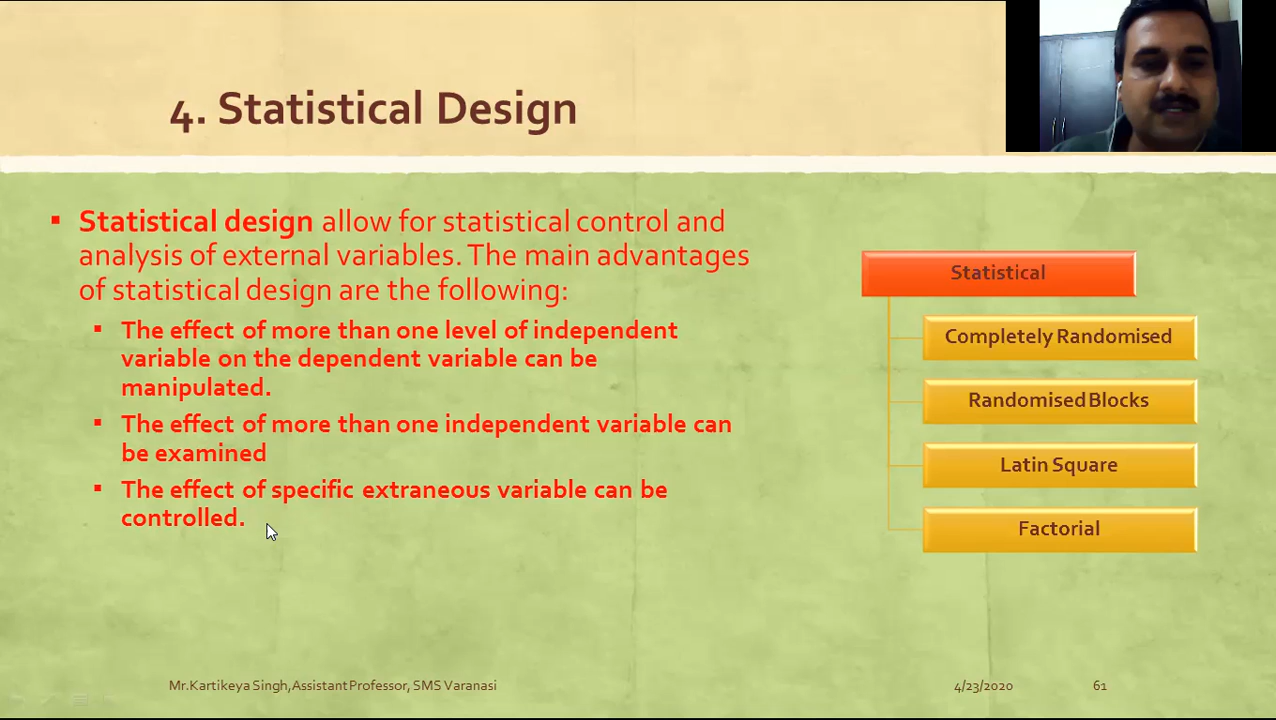 4. Statistical Design
Statistical design allow for statistical control and
analysis of external variables. The main advantages
of statistical design are the following:
The effect of more than one level of independent
variable on the dependent variable can be
manipulated.
The effect of more than one independent variable can
be examined
The effect of specific extraneous variable can be
controlled.
Statistical
Completely Randomised
Randomised Blocks
Latin Square
Factorial
Mr.Kartikeya Singh,Assistant Professor, SMS Varanasi
4/23/2020
61